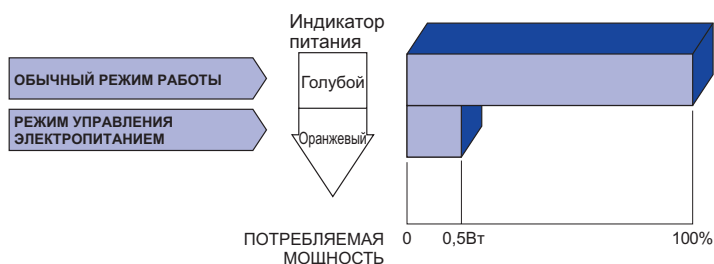 Индикатор
питания
ОБЫЧНЫЙ РЕЖИМ РАБОТЫ
Голубой
РЕЖИМ УПРАВЛЕНИЯ
ЭЛЕКТРОПИТАНИЕМ
Оранжевый
ПОТРЕБЛЯЕМАЯ
МОЩНОСТЬ
0 0,5Вт 100%